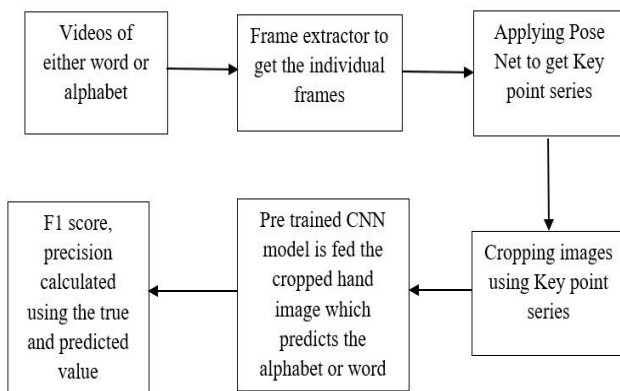 Videos of
either word or
alphabet
Frame extractor to
get the individual
frames
Applying Pose
Net to get Key
point series
Cropping images
using Key point
series
Pre trained CNN
model is fed the
cropped hand
image which
predicts the
alphabet or word
F1 score,
precision
calculated
using the true
and predicted
value